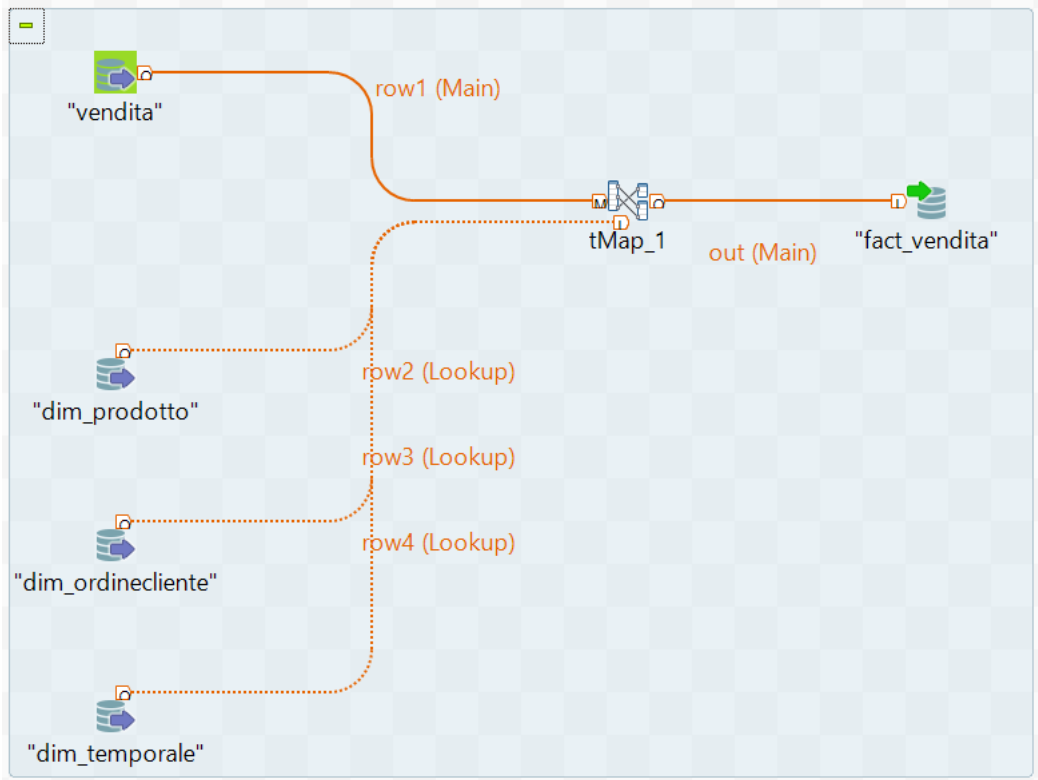 row1 (Main)
"vendita"
tMap_1
"fact_vendita"
out (Main)
row2 (Lookup)
"dim_prodotto"
row3 (Lookup)
row4 (Lookup)
"dim_ordinecliente"
"dim_temporale"